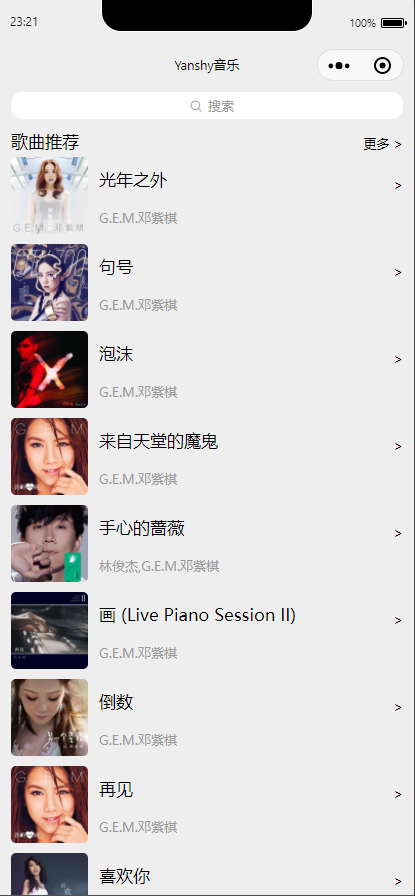 23:21
100%
Yanshy音乐
搜索
歌曲推荐
更多 >
光年之外
>
G.E.M.邓紫棋
G.E.M.邓紫棋
句号
>
G.E.M.邓紫棋
泡沫
>
G.E.M.邓紫棋
G.E.M.
来自天堂的魔鬼
>
G.E.M.邓紫棋
手心的蔷薇
>
林俊杰,G.E.M.邓紫棋
画 (Live Piano Session II)
>
G.E.M.邓紫棋
倒数
>
G.E.M.邓紫棋
G.E.M.
再见
>
G.E.M.邓紫棋
喜欢你
>